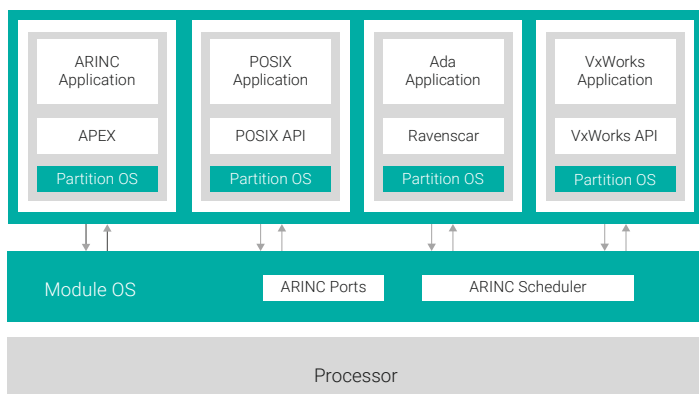 ARINC
Application
APEX
Partition OS
POSIX
Application
POSIX API
Partition OS
Ada
Application
Ravenscar
Partition OS
VxWorks
Application
VxWorks API
Partition OS
Module OS
ARINC Ports
ARINC Scheduler
Processor